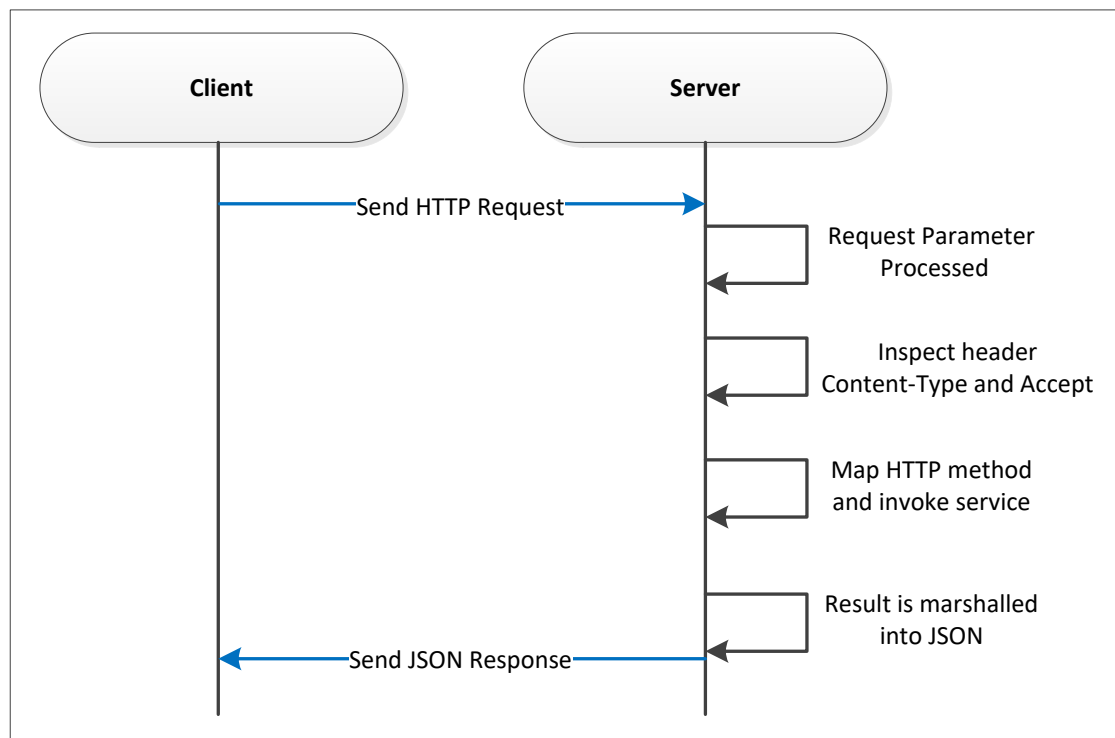 Client
Server
Send HTTP Request
Request Parameter
Processed
Inspect header
Content-Type and Accept
Map HTTP method
and invoke service
Result is marshalled
into JSON
Send JSON Response